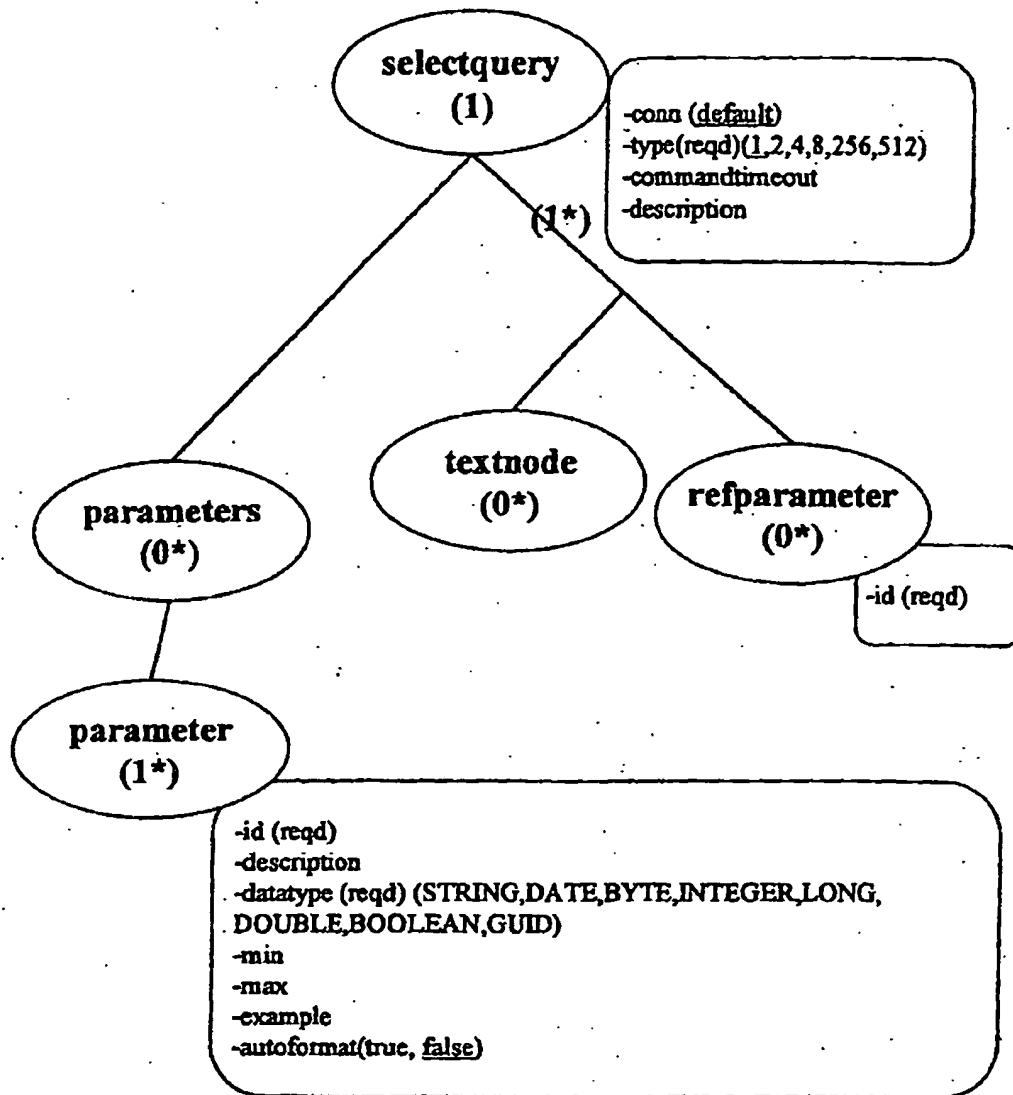 selectquery
(1)
-conn (default)
-type(reqd)(1,2,4,8,256,512)
-commandtimeout
-description
(1*)
textnode
(0*)
parameters
(0*)
refparameter
(0*)
-id (reqd)
parameter
(1*)
-id (reqd)
-description
-datatype (reqd) (STRING,DATE,BYTE,INTEGER,LONG,
DOUBLE,BOOLEAN,GUID)
-min
-max
-example
-autoformat(true, false)